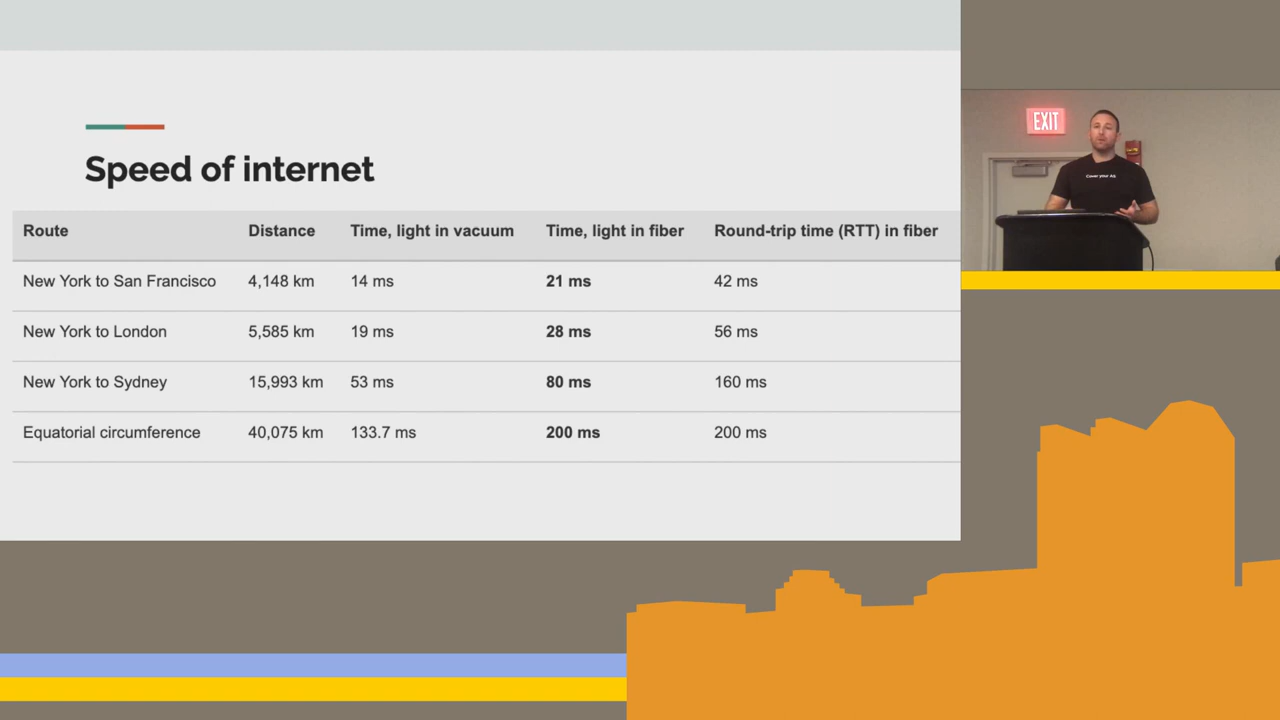 Speed of internet
Route Distance Time, light in vacuum Time, light in fiber Round-trip time (RTT) in fiber
New York to San Francisco 4,148 km 14 ms 21 ms 42 ms
New York to London 5,585 km 19 ms 28 ms 56 ms
New York to Sydney 15,993 km 53 ms 80 ms 160 ms
Equatorial circumference 40,075 km 133.7 ms 200 ms 200 ms
EXIT
Cover your AS